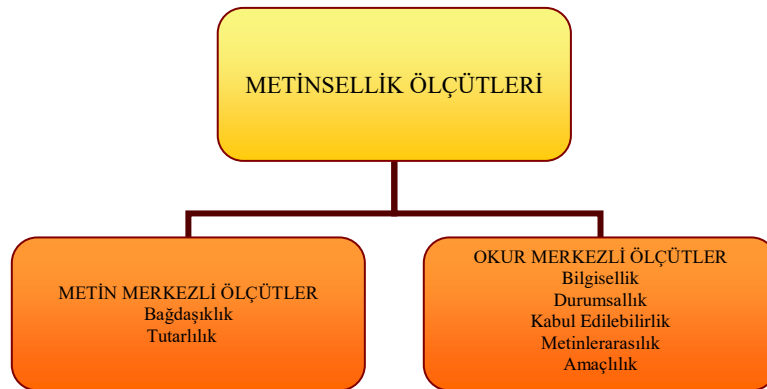 METİNSELLİK ÖLÇÜTLERİ
METİN MERKEZLİ ÖLÇÜTLER
Bağdaşıklık
Tutarlılık
OKUR MERKEZLİ ÖLÇÜTLER
Bilgisellik
Durumsallık
Kabul Edilebilirlik
Metinlerarasılık
Amaçlılık